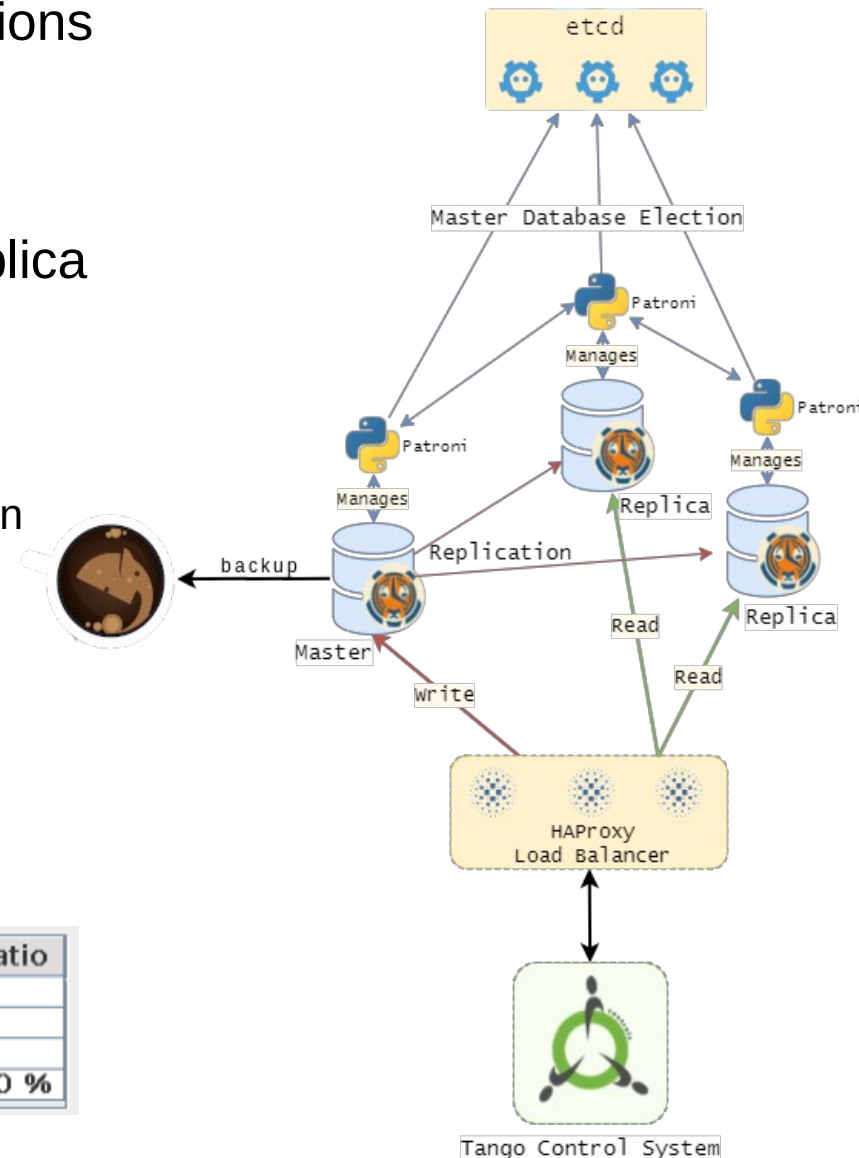 ions
etcd
Master Database Election
plica
Patroni
Manages
Patroni
Patroni
Manages
Manages
n
Replica
Replication
backup
Replica
Read
Master
Read
Write
HAProxy
Load Balancer
atio
0 %
Tango Control System